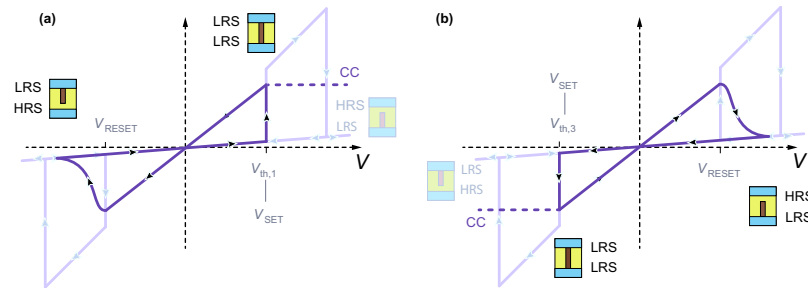 (a)
LRS
LRS
CC
LRS
HRS
HRS
LRS
V_RESET
V
V_th,1
V_SET
(b)
V_SET
V_th,3
V
LRS
HRS
V_RESET
CC
HRS
LRS
LRS
LRS